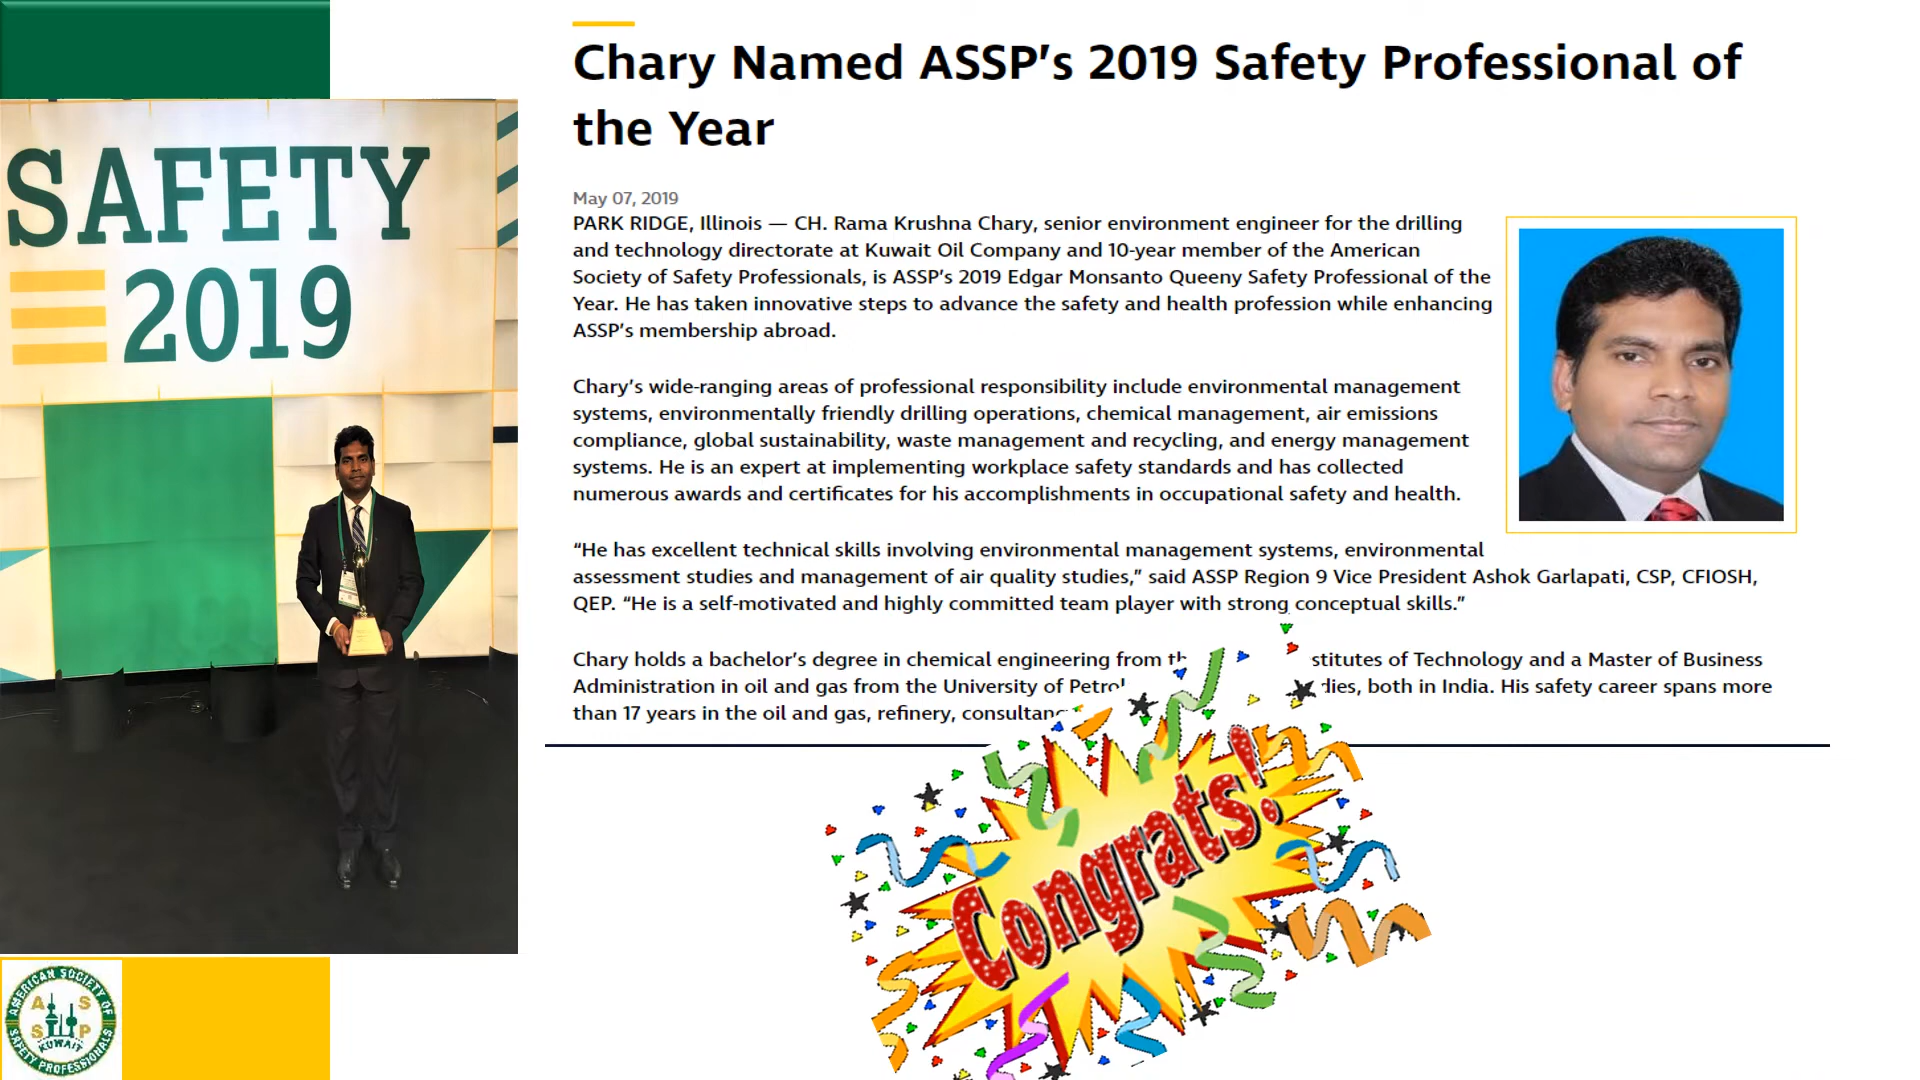 Chary Named ASSP's 2019 Safety Professional of
the Year
May 07, 2019
PARK RIDGE, Illinois — CH. Rama Krushna Chary, senior environment engineer for the drilling
and technology directorate at Kuwait Oil Company and 10-year member of the American
Society of Safety Professionals, is ASSP's 2019 Edgar Monsanto Queeny Safety Professional of the
Year. He has taken innovative steps to advance the safety and health profession while enhancing
ASSP's membership abroad.
Chary's wide-ranging areas of professional responsibility include environmental management
systems, environmentally friendly drilling operations, chemical management, air emissions
compliance, global sustainability, waste management and recycling, and energy management
systems. He is an expert at implementing workplace safety standards and has collected
numerous awards and certificates for his accomplishments in occupational safety and health.
“He has excellent technical skills involving environmental management systems, environmental
assessment studies and management of air quality studies,” said ASSP Region 9 Vice President Ashok Garlapati, CSP, CFIOSH,
QEP. “He is a self-motivated and highly committed team player with strong conceptual skills.”
Chary holds a bachelor's degree in chemical engineering from stitutes of Technology and a Master of Business
Administration in oil and gas from the University of dies, both in India. His safety career spans more
than 17 years in the oil and gas, refinery,
Congrats!
SAFETY
2019
AMERICAN SOCIETY OF
A S
S P
KUWAIT
SAFETY PROFESSIONALS